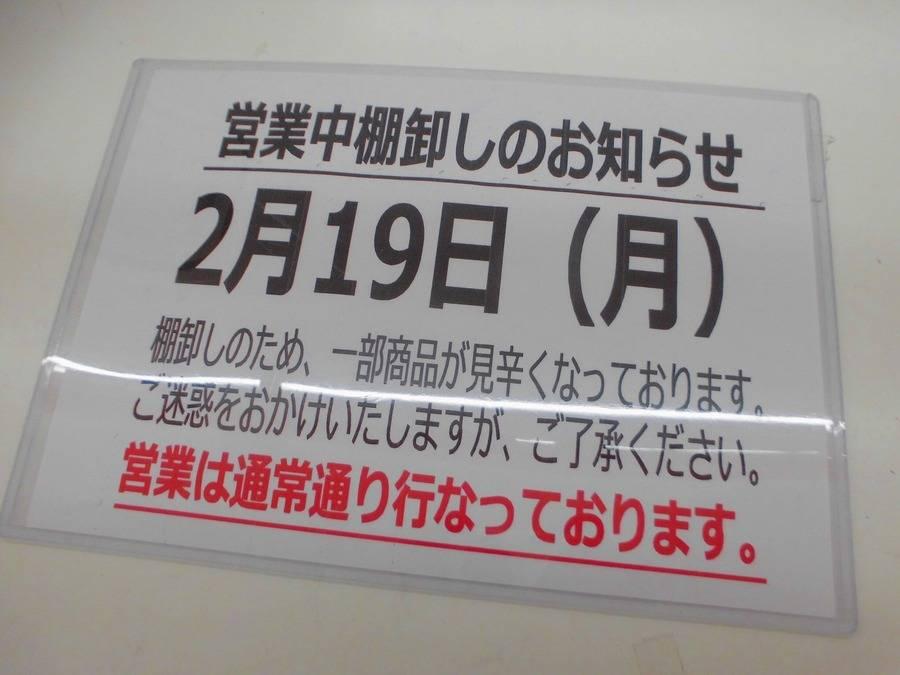 営業中棚卸しのお知らせ
2月19日（月）
棚卸しのため、一部商品が見辛くなっております。
ご迷惑をおかけいたしますが、ご了承ください。
営業は通常通り行なっております。